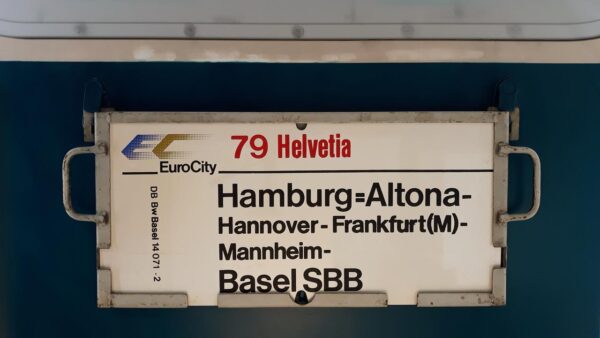 EC
EuroCity
79 Helvetia
Hamburg=Altona-
Hannover-Frankfurt(M)-
Mannheim-
Basel SBB
DB Bw Basel 14 071-2